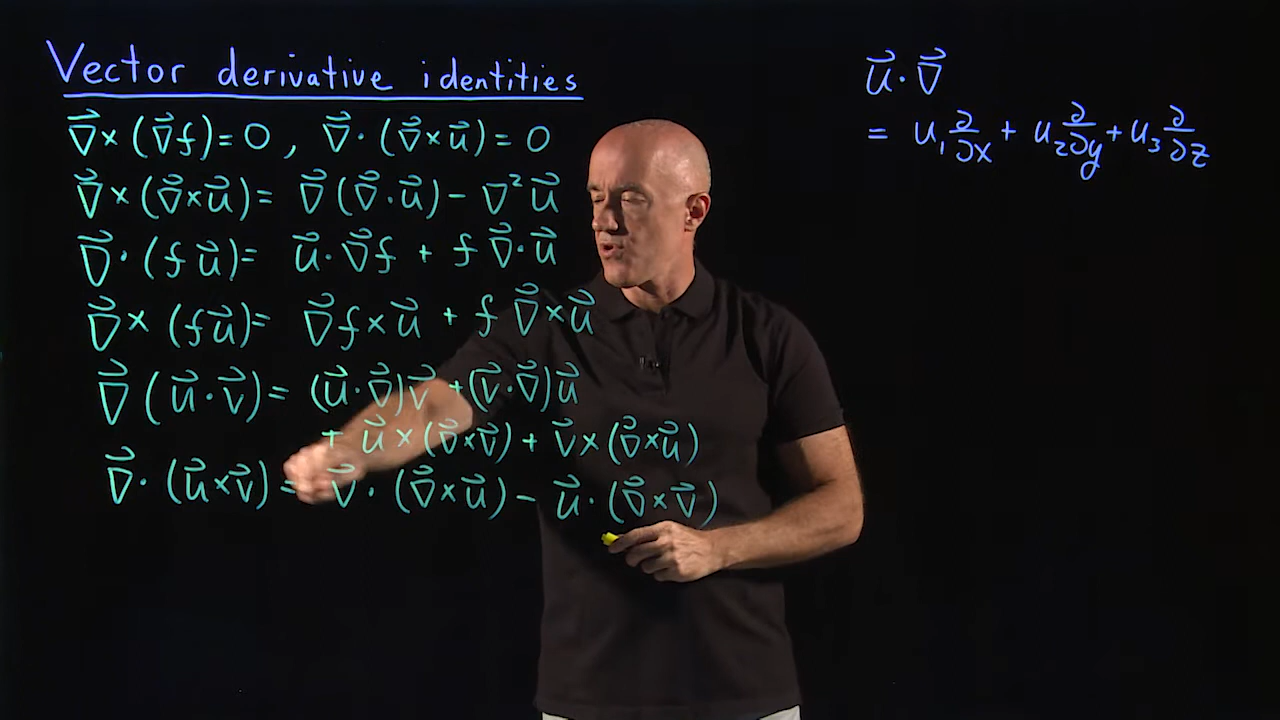 Vector derivative identities
∇⃗×(∇⃗f)=0, ∇⃗·(∇⃗×u⃗)=0
∇⃗×(∇⃗×u⃗)= ∇⃗(∇⃗·u⃗)− ∇²u⃗
∇⃗·(fu⃗)= u⃗·∇⃗f + f∇⃗·u⃗
∇⃗×(fu⃗)= ∇⃗f×u⃗ + f∇⃗×u⃗
∇⃗(u⃗·v⃗)= (u⃗·∇⃗)v⃗ +(v⃗·∇⃗)u⃗
+ u⃗×(∇⃗×v⃗) + v⃗×(∇⃗×u⃗)
∇⃗·(u⃗×v⃗)= v⃗·(∇⃗×u⃗) − u⃗·(∇⃗×v⃗)
u⃗·∇⃗
= u₁ ∂/∂x + u₂ ∂/∂y + u₃ ∂/∂z